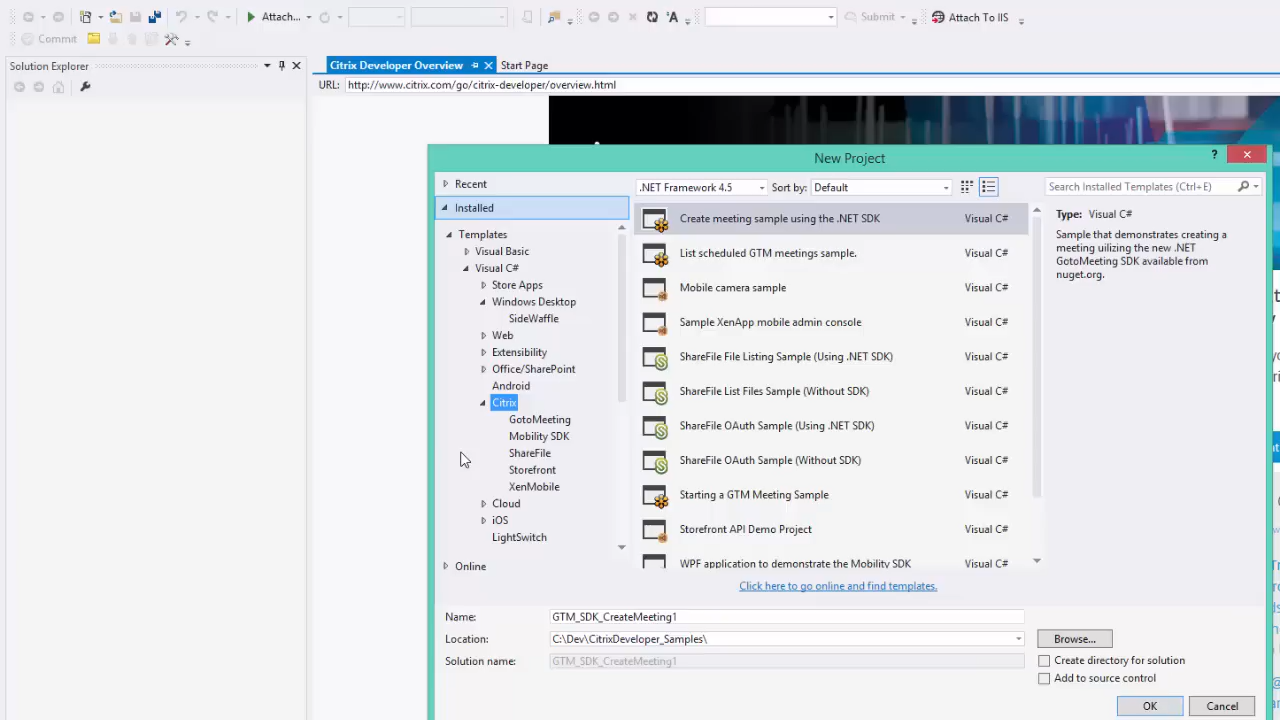 Attach...
Submit
Attach To IIS
Commit
Solution Explorer
Citrix Developer Overview
Start Page
URL:
http://www.citrix.com/go/citrix-developer/overview.html
New Project
?
Recent
Installed
Templates
Visual Basic
Visual C#
Store Apps
Windows Desktop
SideWaffle
Web
Extensibility
Office/SharePoint
Android
Citrix
GotoMeeting
Mobility SDK
ShareFile
Storefront
XenMobile
Cloud
iOS
LightSwitch
Online
.NET Framework 4.5
Sort by:
Default
Search Installed Templates (Ctrl+E)
Create meeting sample using the .NET SDK
Visual C#
List scheduled GTM meetings sample.
Visual C#
Mobile camera sample
Visual C#
Sample XenApp mobile admin console
Visual C#
ShareFile File Listing Sample (Using .NET SDK)
Visual C#
ShareFile List Files Sample (Without SDK)
Visual C#
ShareFile OAuth Sample (Using .NET SDK)
Visual C#
ShareFile OAuth Sample (Without SDK)
Visual C#
Starting a GTM Meeting Sample
Visual C#
Storefront API Demo Project
Visual C#
WPF application to demonstrate the Mobility SDK
Visual C#
Type: Visual C#
Sample that demonstrates creating a
meeting uilizing the new .NET
GotoMeeting SDK available from
nuget.org.
Click here to go online and find templates.
Name:
GTM_SDK_CreateMeeting1
Location:
C:\Dev\CitrixDeveloper_Samples\
Browse...
Solution name:
GTM_SDK_CreateMeeting1
Create directory for solution
Add to source control
OK
Cancel